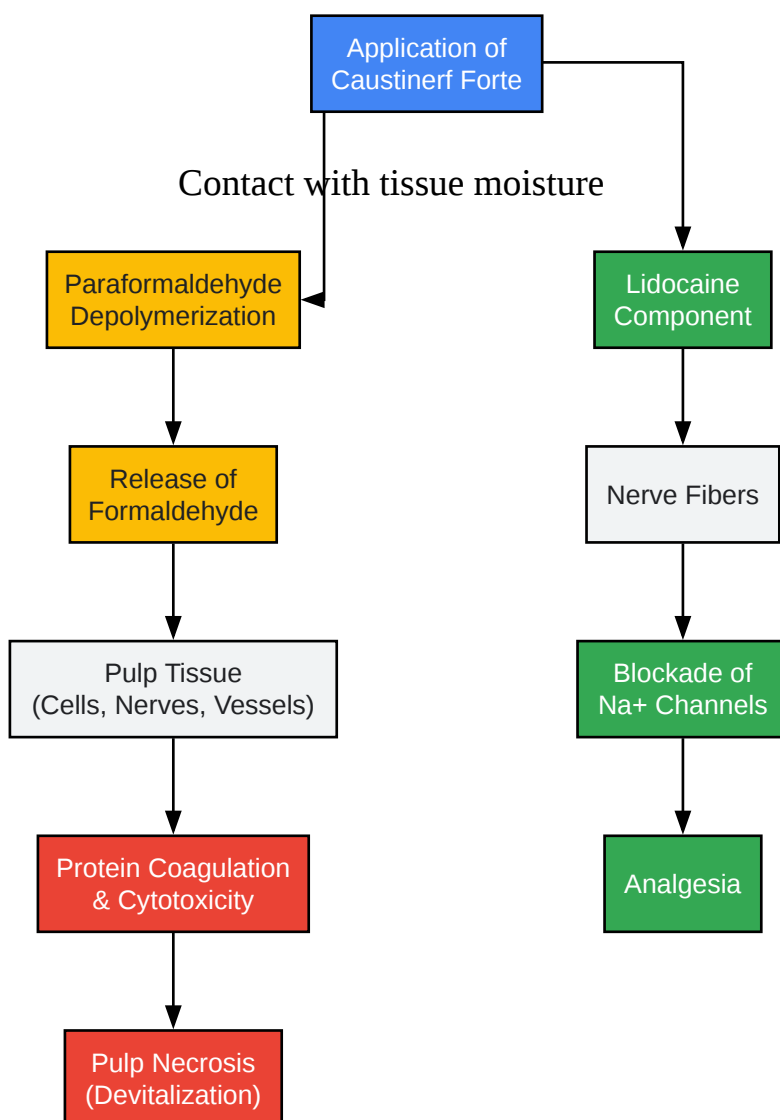 Application of
Caustinerf Forte
Contact with tissue moisture
Paraformaldehyde
Depolymerization
Lidocaine
Component
Release of
Formaldehyde
Nerve Fibers
Pulp Tissue
(Cells, Nerves, Vessels)
Blockade of
Na+ Channels
Protein Coagulation
& Cytotoxicity
Analgesia
Pulp Necrosis
(Devitalization)